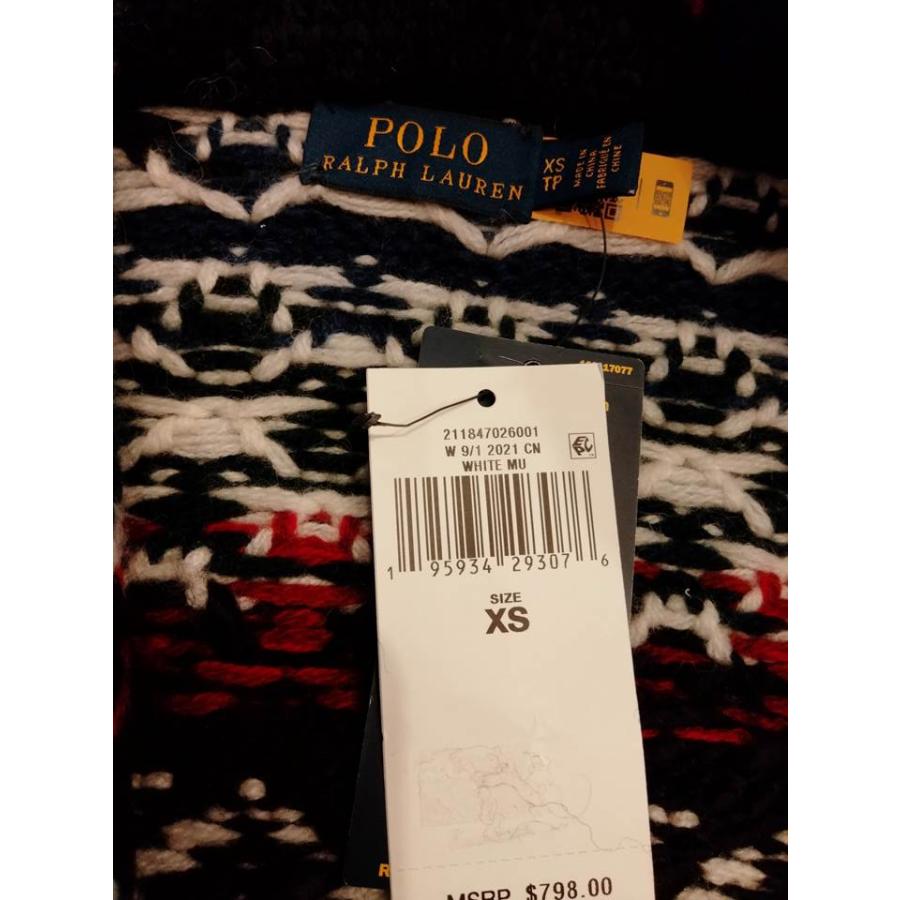 POLO
RALPH LAUREN
XS
TP
MADE IN
CHINA
FABRIQUÉ EN
CHINE
17077
211847026001
W 9/1 2021 CN
WHITE MU
1 95934 29307 6
SIZE
XS
R
MSRP $798.00